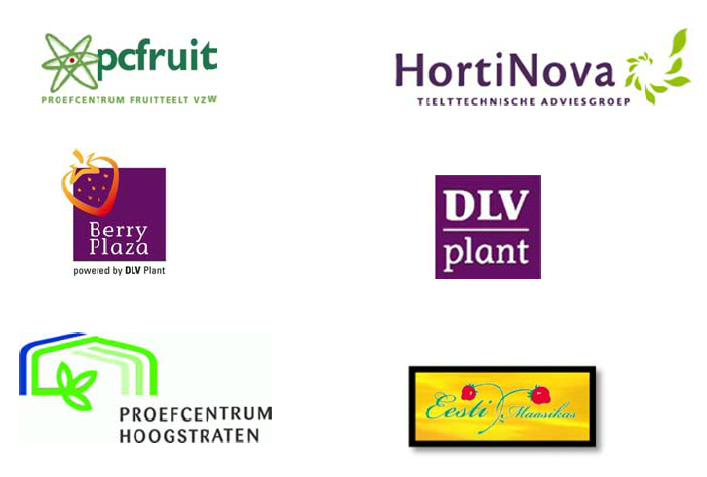 pcfruit
PROEFCENTRUM FRUITTEELT VZW
HortiNova
TEELTTECHNISCHE ADVIESGROEP
Berry
Plaza
powered by DLV Plant
DLV
plant
PROEFCENTRUM
HOOGSTRATEN
Eesti Maasikas